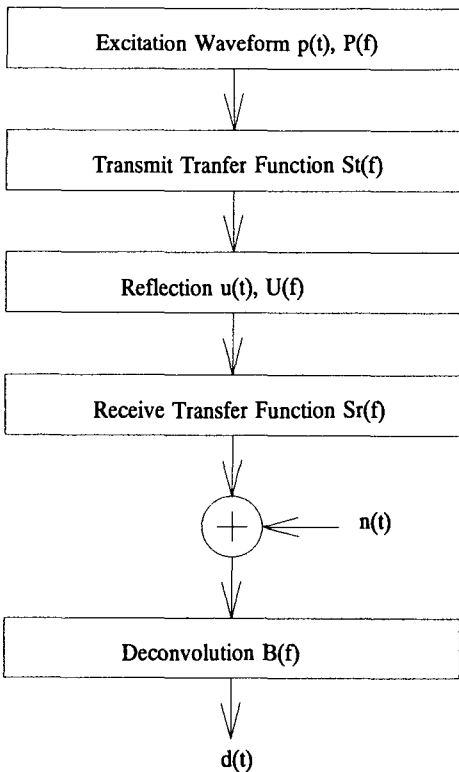 Excitation Waveform p(t), P(f)
Transmit Tranfer Function St(f)
Reflection u(t), U(f)
Receive Transfer Function Sr(f)
+
n(t)
Deconvolution B(f)
d(t)